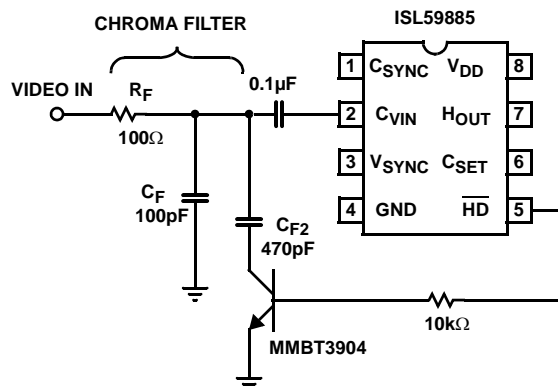 CHROMA FILTER
ISL59885
VIDEO IN
R_F
100Ω
0.1µF
C_F
100pF
C_F2
470pF
1 C_SYNC V_DD 8
2 C_VIN H_OUT 7
3 V_SYNC C_SET 6
4 GND H̅D̅ 5
10kΩ
MMBT3904